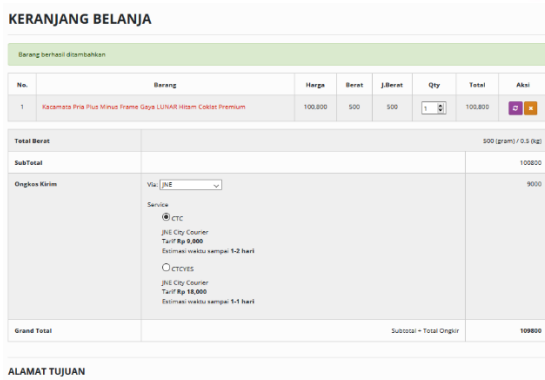 KERANJANG BELANJA
Barang berhasil ditambahkan
No. Barang Harga Berat J.Berat Qty Total Aksi
1 Kacamata Pria Plus Minus Frame Gaya LUNAR Hitam Coklat Premium 100,800 500 500 1 100,800
Total Berat 500 (gram) / 0.5 (kg)
SubTotal 100800
Ongkos Kirim Via: JNE 9000
Service
CTC
JNE City Courier
Tarif Rp 9,000
Estimasi waktu sampai 1-2 hari
CTCYES
JNE City Courier
Tarif Rp 18,000
Estimasi waktu sampai 1-1 hari
Grand Total Subtotal + Total Ongkir 109800
ALAMAT TUJUAN